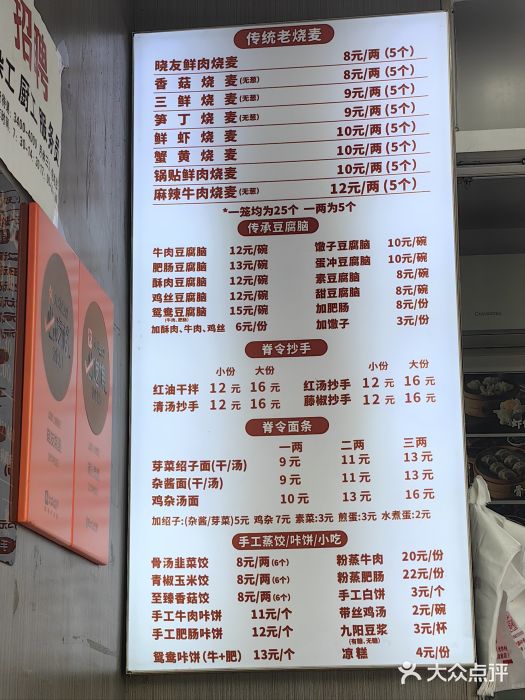 招聘
传统老烧麦
晓友鲜肉烧麦 8元/两(5个)
香菇烧麦(无葱) 8元/两(5个)
三鲜烧麦(无葱) 9元/两(5个)
笋丁烧麦(无葱) 9元/两(5个)
鲜虾烧麦 10元/两(5个)
蟹黄烧麦 10元/两(5个)
锅贴鲜肉烧麦 10元/两(5个)
麻辣牛肉烧麦(无葱) 12元/两(5个)
*一笼均为25个 一两为5个
传承豆腐脑
牛肉豆腐脑 12元/碗 馓子豆腐脑 10元/碗
肥肠豆腐脑 13元/碗 蛋冲豆腐脑 10元/碗
酥肉豆腐脑 12元/碗 素豆腐脑 8元/碗
鸡丝豆腐脑 12元/碗 甜豆腐脑 8元/碗
鸳鸯豆腐脑 15元/碗 加肥肠 8元/份
(牛肉、肥肠)
加酥肉、牛肉、鸡丝 6元/份 加馓子 3元/份
脊令抄手
小份 大份 小份 大份
红油干拌 12元 16元 红汤抄手 12元 16元
清汤抄手 12元 16元 藤椒抄手 12元 16元
脊令面条
一两 二两 三两
芽菜绍子面(干/汤) 9元 11元 13元
杂酱面(干/汤) 9元 11元 13元
鸡杂汤面 10元 13元 16元
加绍子:(杂酱/芽菜)5元 鸡杂7元 素菜:3元 煎蛋:3元 水煮蛋:2元
手工蒸饺/咔饼/小吃
骨汤韭菜饺 8元/两(6个) 粉蒸牛肉 20元/份
青椒玉米饺 8元/两(6个) 粉蒸肥肠 22元/份
至臻香菇饺 8元/两(6个) 手工白饼 3元/个
手工牛肉咔饼 11元/个 带丝鸡汤 2元/碗
手工肥肠咔饼 12元/个 九阳豆浆 3元/杯
(有糖、无糖)
鸳鸯咔饼(牛+肥) 13元/个 凉糕 4元/份
大众点评